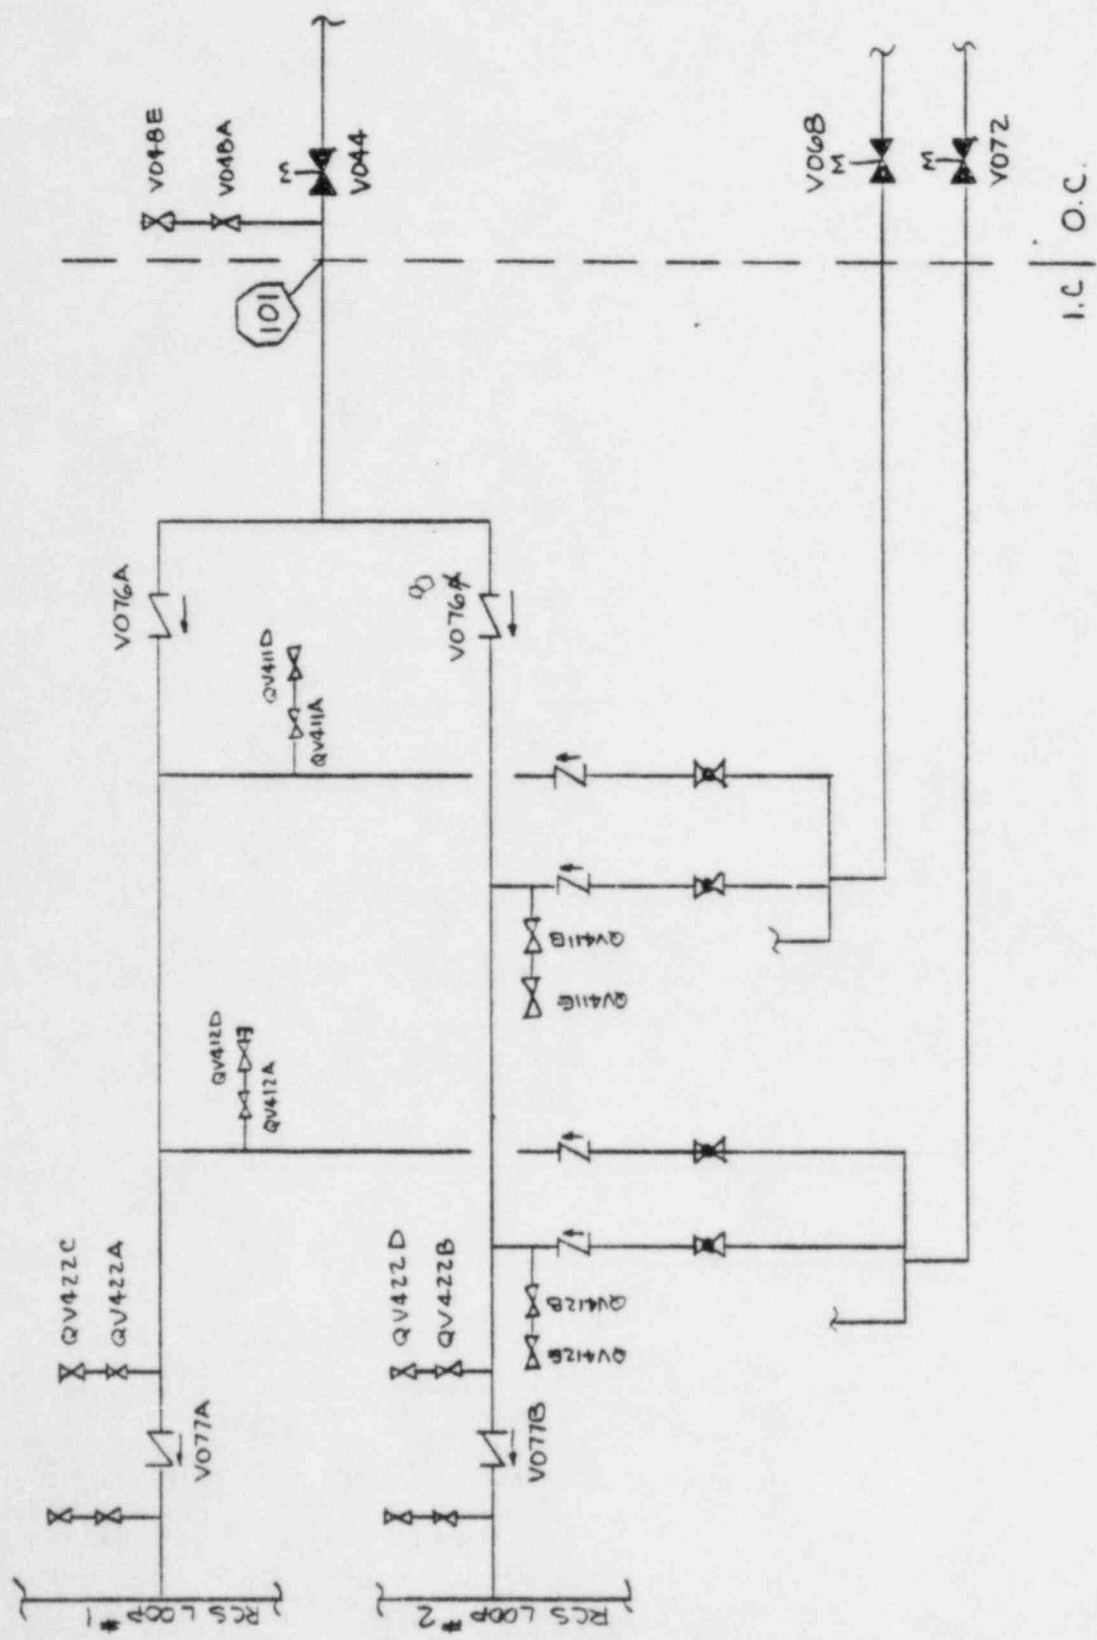 V048E
V048A
M
V044
101
V068
M
M
V072
I.C
O.C.
V076A
B
V076A
QV411D
QV411A
QV411B
QV411E
QV412D
QV412A
QV412B
QV412E
QV422C
QV422A
QV422D
QV422B
V077A
V077B
RCS LOOP #1
RCS LOOP #2